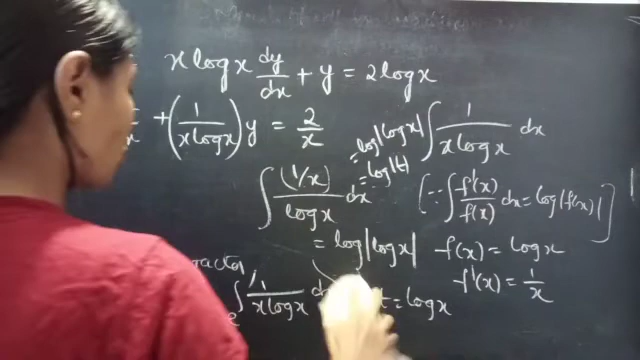 x log x dy/dx + y = 2 log x
+ (1/(x log x)) y = 2/x
∫ 1/(x log x) dx
= log|log x|
= log|t|
∫ (1/x)/(log x) dx
[∵ ∫ f'(x)/f(x) dx = log|f(x)|]
= log|log x|
f(x) = log x
f'(x) = 1/x
factor
e^∫ 1/(x log x) d
= log x